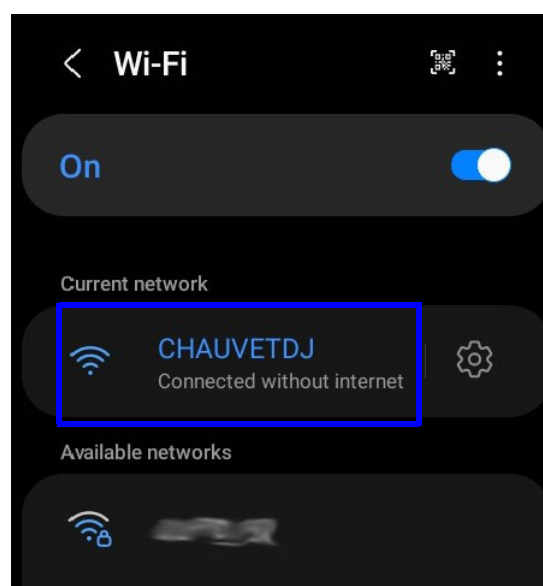 Wi-Fi
On
Current network
CHAUVETDJ
Connected without internet
Available networks